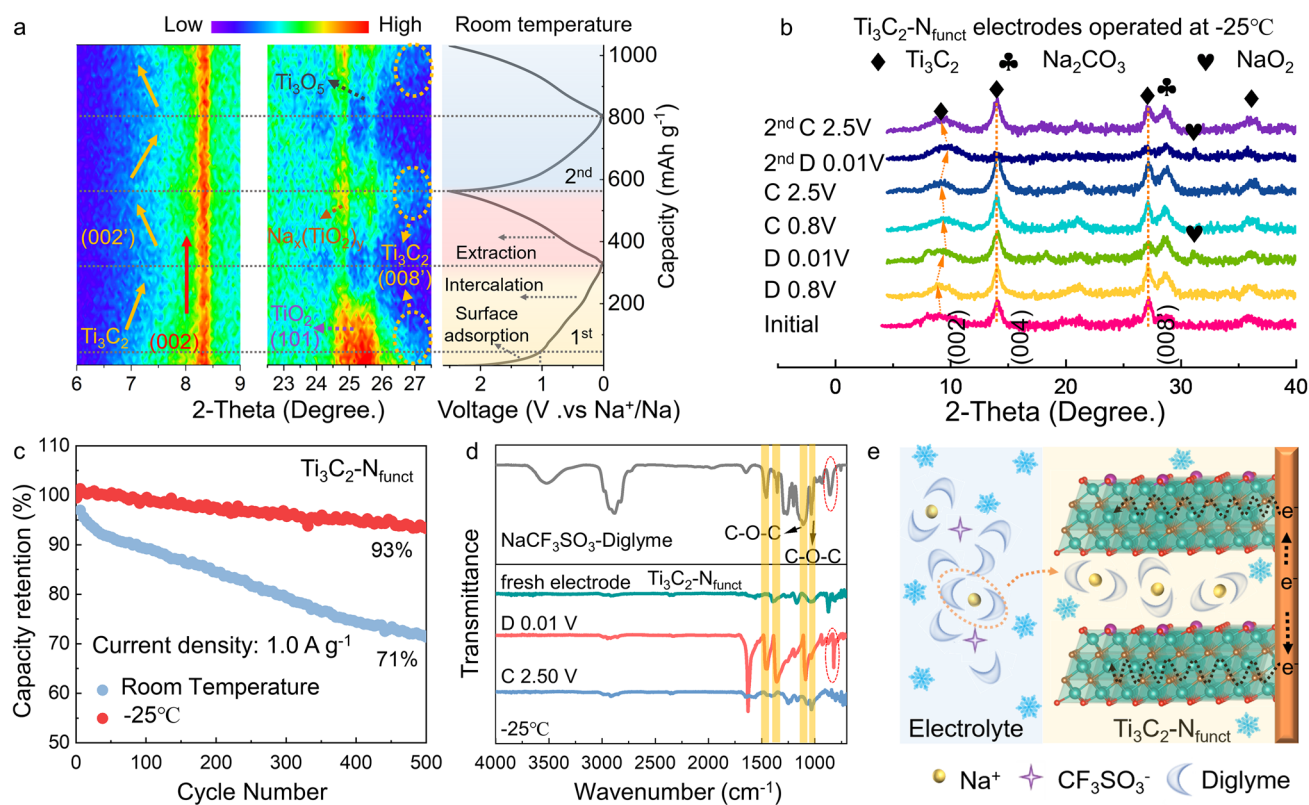 a
Low
High
Room temperature
Ti3O5
(002')
Ti3C2
(002)
Nax(TiO2)y
Ti3C2
(008')
TiO2
(101)
2nd
Extraction
Intercalation
Surface
adsorption
1st
1000
800
600
400
200
Capacity (mAh g-1)
6 7 8 9
23 24 25 26 27
2 1 0
2-Theta (Degree.)
Voltage (V .vs Na+/Na)
b
Ti3C2-Nfunct electrodes operated at -25℃
♦ Ti3C2 ♣ Na2CO3 ♥ NaO2
2nd C 2.5V
2nd D 0.01V
C 2.5V
C 0.8V
D 0.01V
D 0.8V
Initial
(002)
(004)
(008')
0 10 20 30 40
2-Theta (Degree.)
c
Ti3C2-Nfunct
110
100
90
80
70
60
50
Capacity retention (%)
93%
71%
Current density: 1.0 A g-1
Room Temperature
-25℃
0 100 200 300 400 500
Cycle Number
d
C-O-C
C-O-C
NaCF3SO3-Diglyme
fresh electrode Ti3C2-Nfunct
D 0.01 V
C 2.50 V
-25℃
Transmittance
4000 3500 3000 2500 2000 1500 1000
Wavenumber (cm-1)
e
e-
e-
e-
Electrolyte
Ti3C2-Nfunct
Na+ CF3SO3- Diglyme